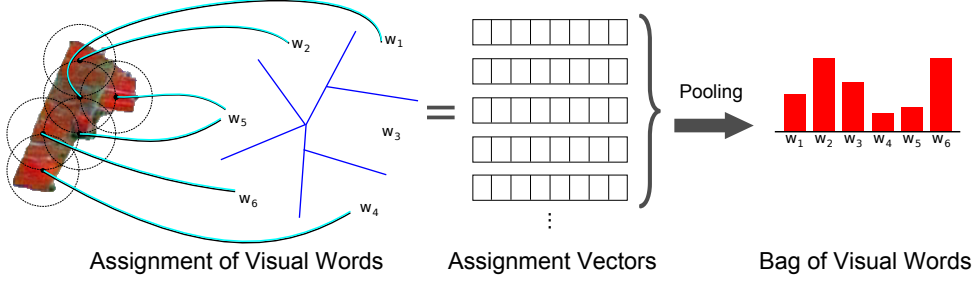 w1
w2
w5
w3
w6
w4
=
⋮
Pooling
w1 w2 w3 w4 w5 w6
Assignment of Visual Words
Assignment Vectors
Bag of Visual Words